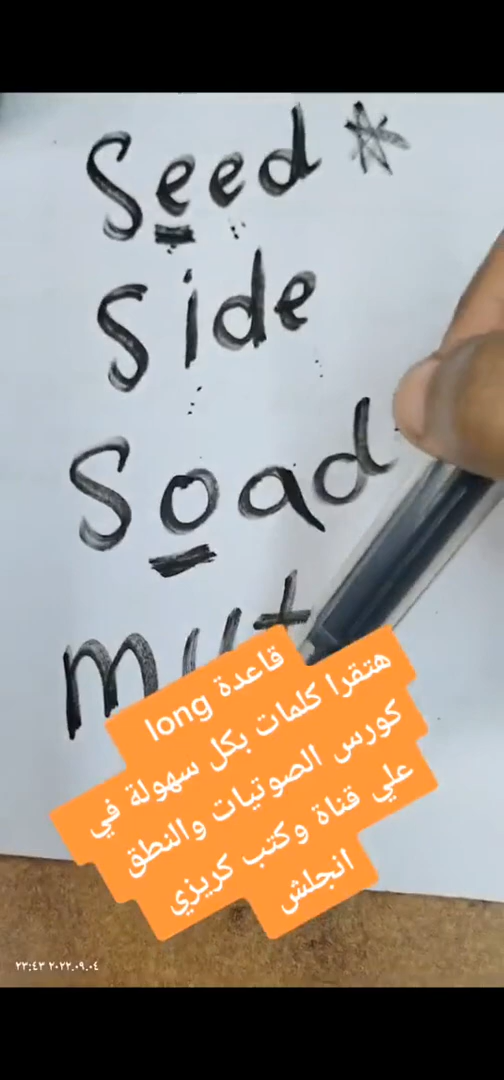 Seed *
Side
Soad
قاعدة long
هتقرا كلمات بكل سهولة في
كورس الصوتيات والنطق
علي قناة وكتب كريزي
انجلش
٢٣:٤٣ ٢٠٢٢.٠٩.٠٤